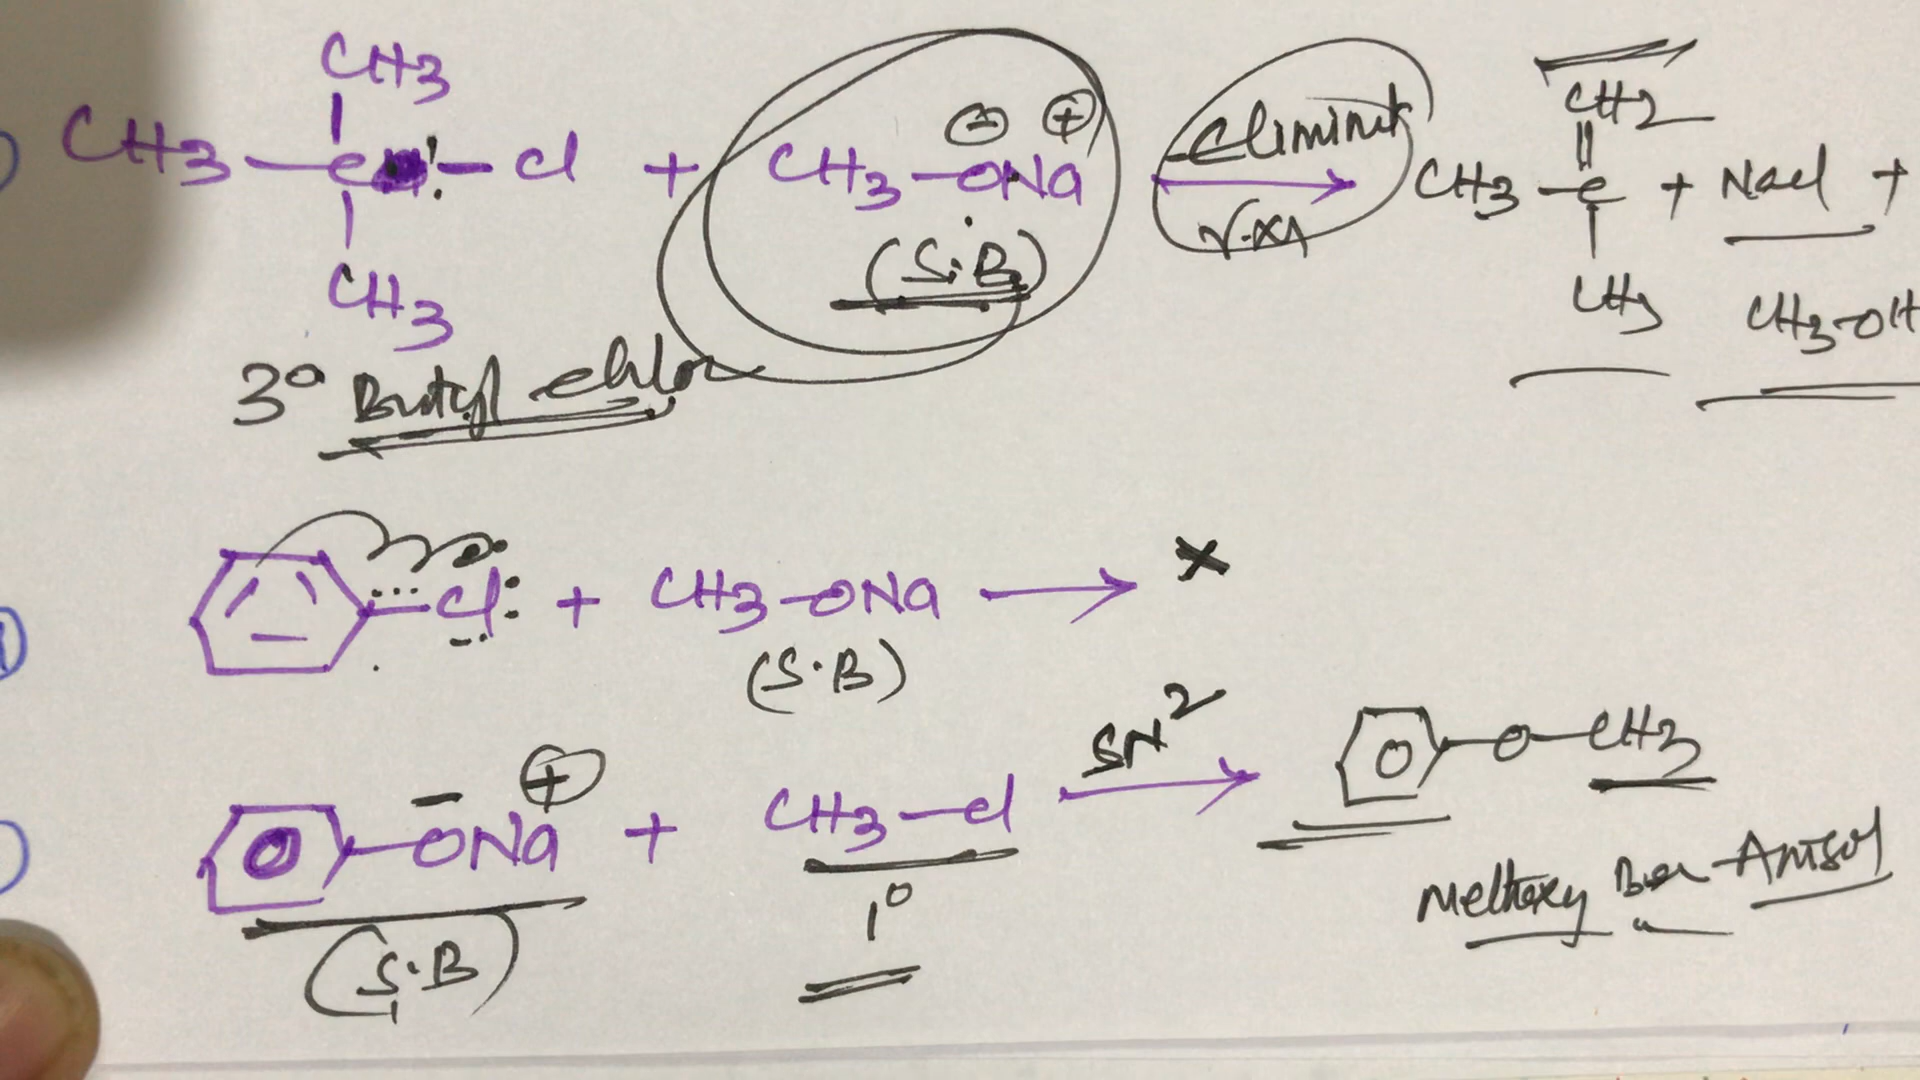 CH3
CH3 — C — Cl + CH3 — ONa ⊖ ⊕ Eliminat → CH3 — C = CH2 + NaCl +
(S.B)
CH3
CH3
CH3-OH
3° Butyl chlor
Cl + CH3 — ONa → ×
(S.B)
ONa − ⊕ + CH3 — Cl SN2 → O — CH3
(S.B)
1°
Methoxy Ben Anisol